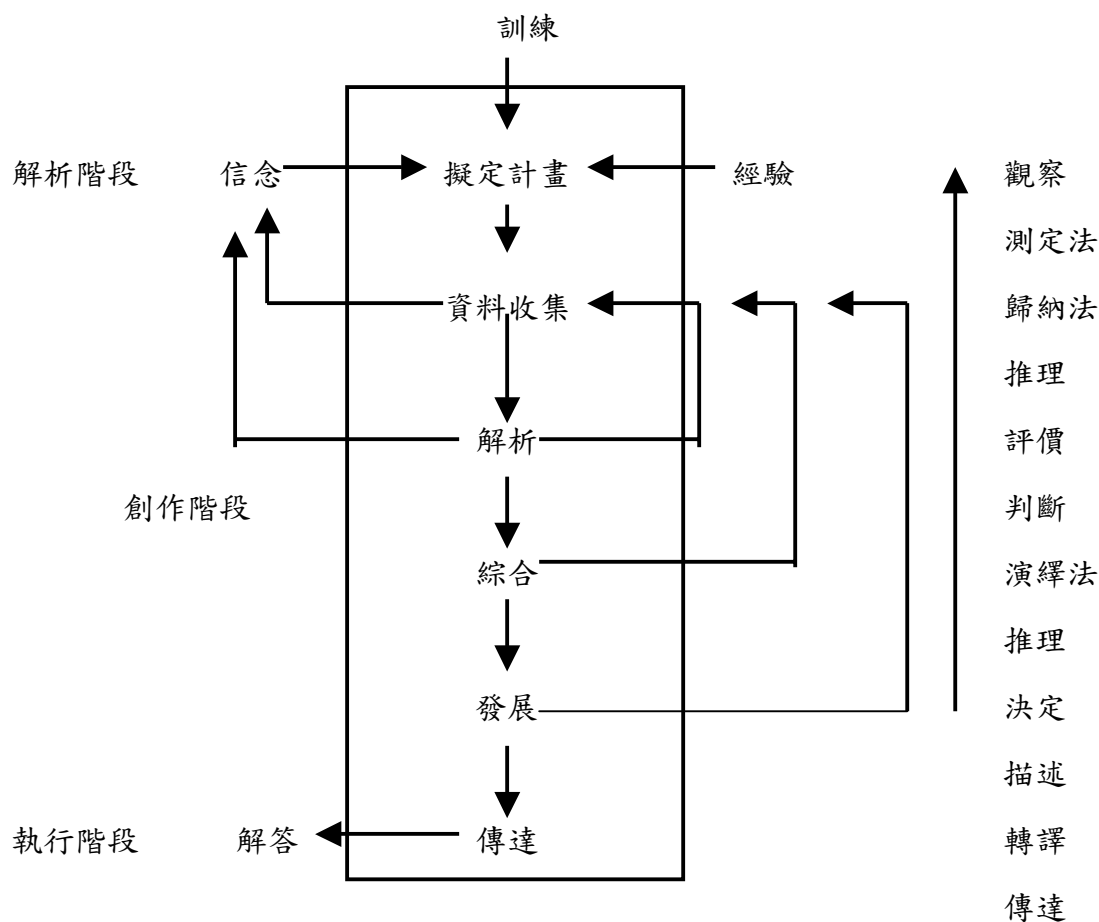 訓練
解析階段 信念 擬定計畫 經驗 觀察
測定法
資料收集 歸納法
推理
解析 評價
創作階段 判斷
綜合 演繹法
推理
發展 決定
描述
執行階段 解答 傳達 轉譯
傳達